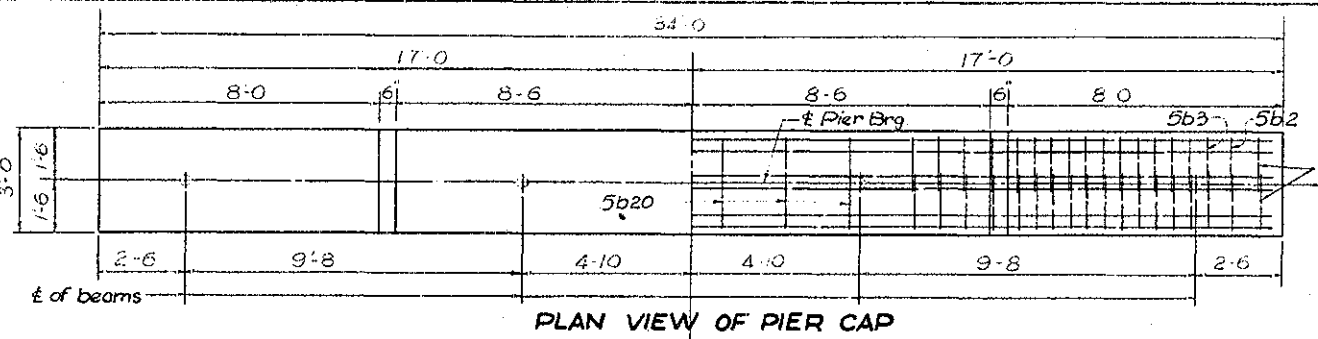 34'-0
17'-0 17'-0
8'-0 6" 8-6 8-6 6" 8-0
℄ Pier Brg 5b3 5b2
3'-0 1'-6 1'-6
5b20
2-6 9'-8 4-10 4-10 9-8 2-6
℄ of beams
PLAN VIEW OF PIER CAP